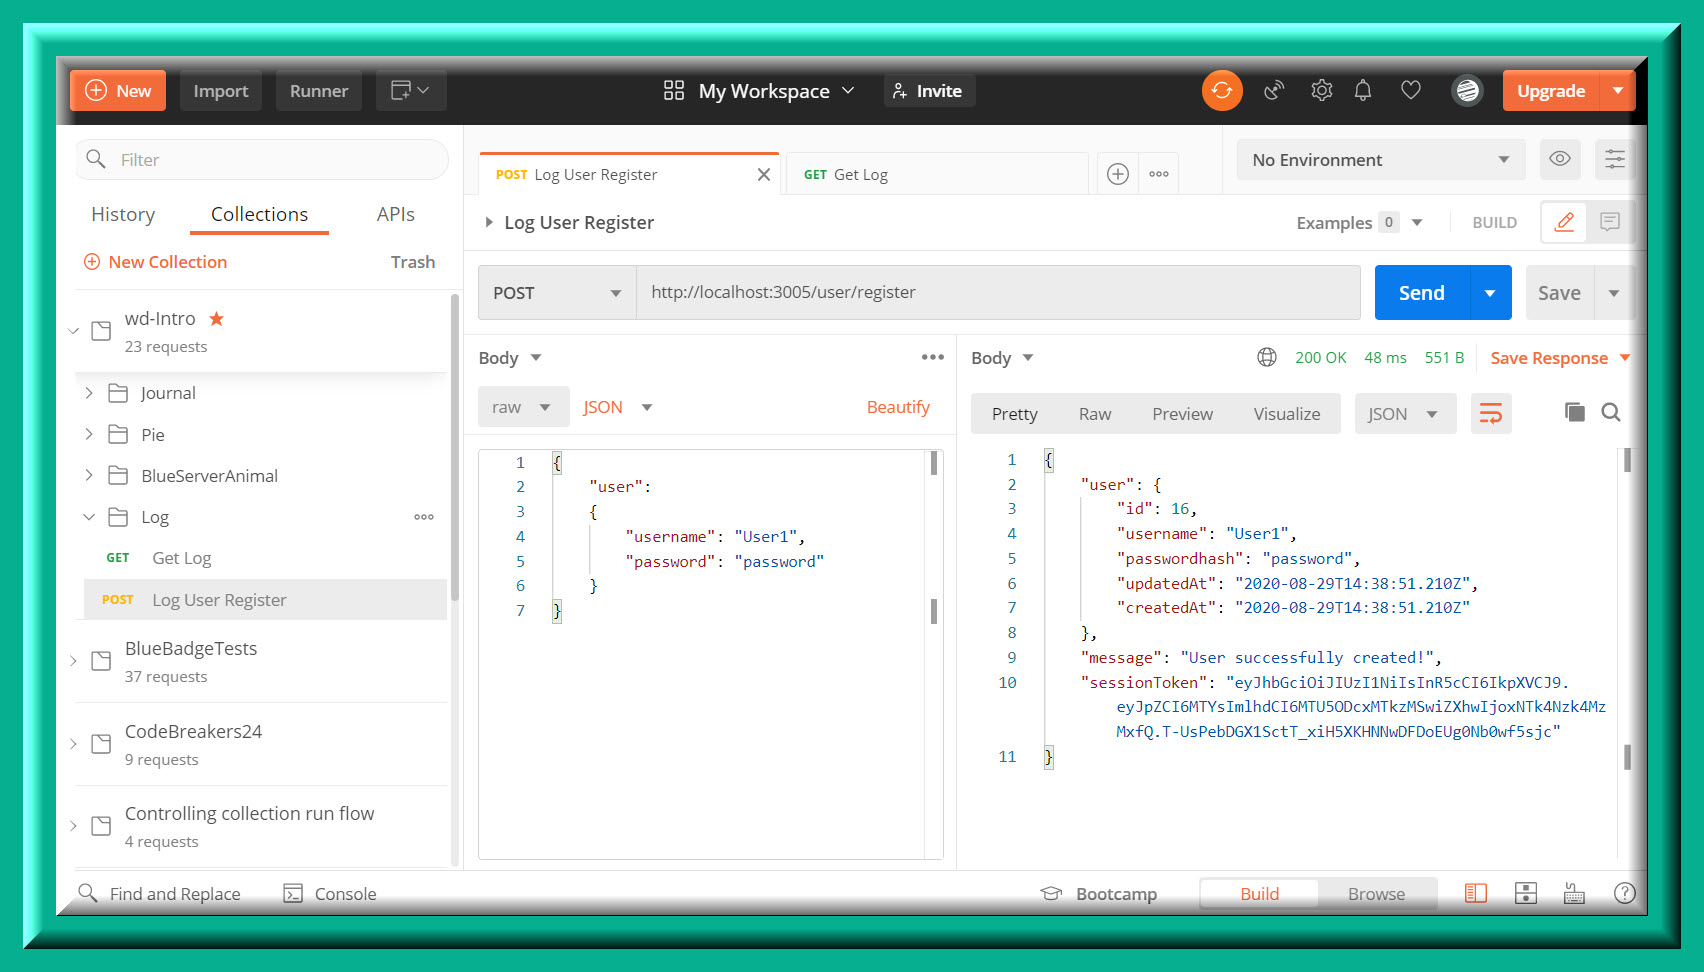 New Import Runner My Workspace Invite Upgrade
Filter
History Collections APIs
New Collection Trash
wd-Intro
23 requests
Journal
Pie
BlueServerAnimal
Log
GET Get Log
POST Log User Register
BlueBadgeTests
37 requests
CodeBreakers24
9 requests
Controlling collection run flow
4 requests
POST Log User Register GET Get Log No Environment
Log User Register Examples 0 BUILD
POST http://localhost:3005/user/register Send Save
Body
raw JSON Beautify
1 {
2 "user":
3 {
4 "username": "User1",
5 "password": "password"
6 }
7 }
Body 200 OK 48 ms 551 B Save Response
Pretty Raw Preview Visualize JSON
1 {
2 "user": {
3 "id": 16,
4 "username": "User1",
5 "passwordhash": "password",
6 "updatedAt": "2020-08-29T14:38:51.210Z",
7 "createdAt": "2020-08-29T14:38:51.210Z"
8 },
9 "message": "User successfully created!",
10 "sessionToken": "eyJhbGciOiJIUzI1NiIsInR5cCI6IkpXVCJ9.
eyJpZCI6MTYsImlhdCI6MTU5ODcxMTkzMSwiZXhwIjoxNTk4Nzk4Mz
MxfQ.T-UsPebDGX1SctT_xiH5XKHNNwDFDoEUg0Nb0wf5sjc"
11 }
Find and Replace Console Bootcamp Build Browse